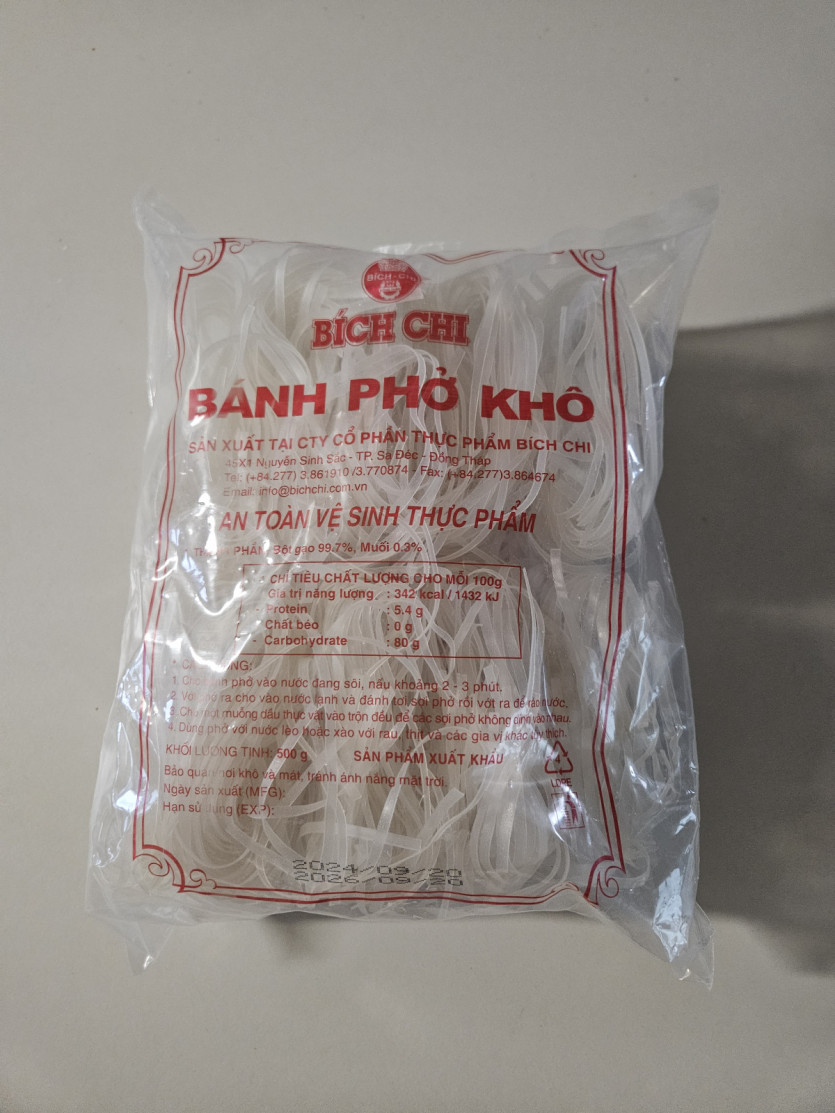 BÍCH - CHI
BÍCH CHI
BÁNH PHỞ KHÔ
SẢN XUẤT TẠI CTY CỔ PHẦN THỰC PHẨM BÍCH CHI
45X1 Nguyễn Sinh Sắc - TP. Sa Đéc - Đồng Tháp
Tel: (+84.277) 3.861910 /3.770874 - Fax: (+84.277)3.864674
Email: info@bichchi.com.vn
AN TOÀN VỆ SINH THỰC PHẨM
PHẦN: Bột gạo 99.7%, Muối 0.3%
CHỈ TIÊU CHẤT LƯỢNG CHO MỖI 100g
Gía trị năng lượng : 342 kcal / 1432 kJ
- Protein : 5.4 g
- Chất béo : 0 g
- Carbohydrate : 80 g
1. Cho bánh phở vào nước đang sôi, nấu khoảng 2 - 3 phút.
2. Vớt ra cho vào nước lạnh và đánh tơi sợi phở rồi vớt ra để ráo nước.
3. Cho một muỗng dầu thực vật vào trộn đều để các sợi phở không dính vào nhau.
4. Dùng phở với nước lèo hoặc xào với rau, thịt và các gia vị khác tùy thích.
KHỐI LƯỢNG TỊNH: 500 g SẢN PHẨM XUẤT KHẨU
Bảo quản nơi khô và mát, tránh ánh nắng mặt trời.
Ngày sản xuất (MFG):
Hạn sử dụng (EXP):
4
LDPE
2024/09/20
2026/09/20